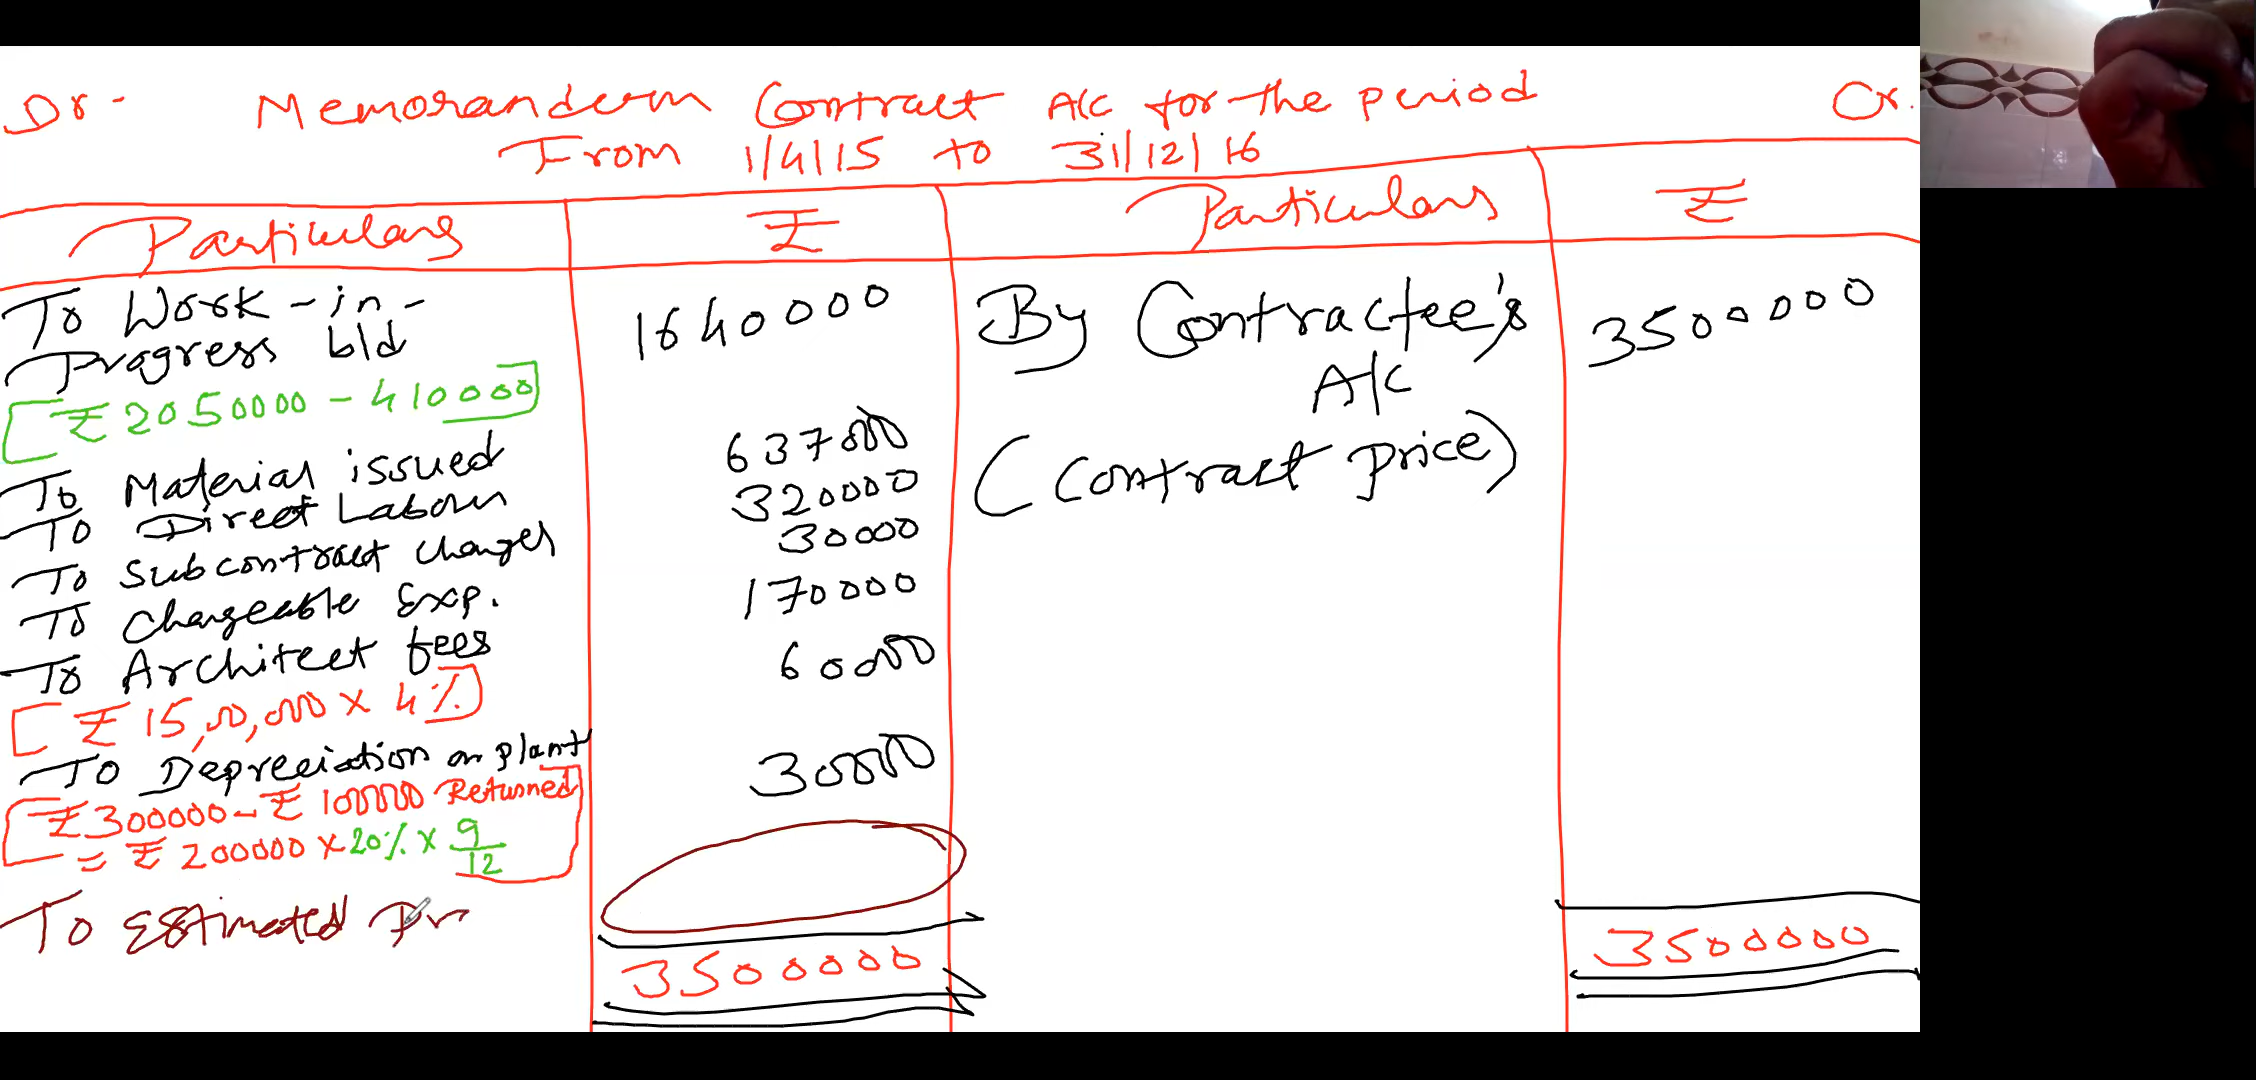 Dr. Memorandum Contract A/c for the period Cr.
From 1/4/15 to 31/12/16
Particulars ₹ Particulars ₹
To Work-in-
Progress b/d 1640000
[₹ 2050000 - 410000]
To Material issued 637000
To Direct Labour 320000
To Subcontract charges 30000
To Chargeable Exp. 170000
To Architect fees 60000
[₹ 15,00,000 x 4%]
To Depreciation on plant 30000
[₹300000 - ₹ 100000 Returned
= ₹ 200000 x 20% x 9/12]
To Estimated Pr
3500000
By Contractee's 3500000
A/c
(Contract price)
3500000